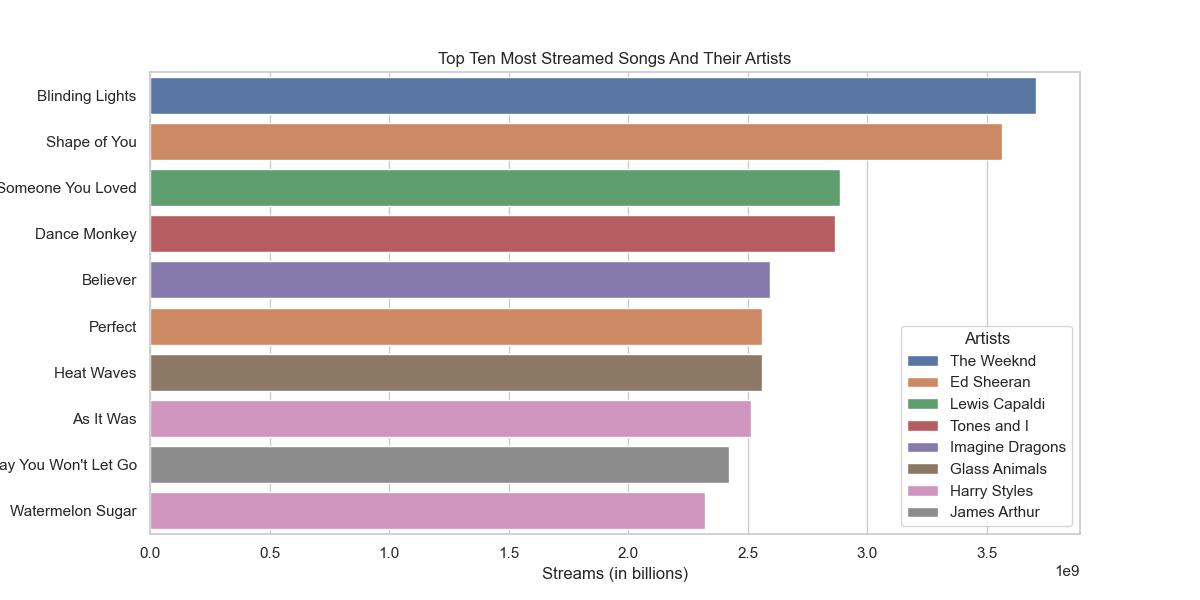 Top Ten Most Streamed Songs And Their Artists
Blinding Lights
Shape of You
Someone You Loved
Dance Monkey
Believer
Perfect
Heat Waves
As It Was
ay You Won't Let Go
Watermelon Sugar
Artists
The Weeknd
Ed Sheeran
Lewis Capaldi
Tones and I
Imagine Dragons
Glass Animals
Harry Styles
James Arthur
0.0 0.5 1.0 1.5 2.0 2.5 3.0 3.5
1e9
Streams (in billions)